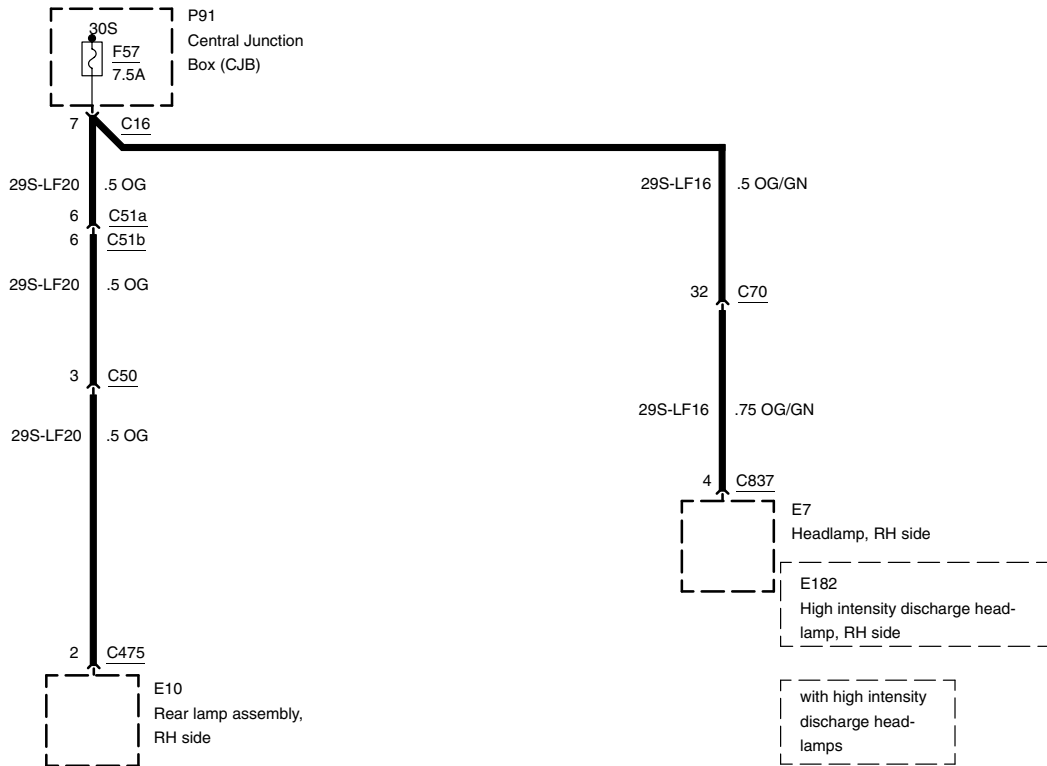 30S
F57
7.5A
P91
Central Junction
Box (CJB)
7 C16
29S-LF20 .5 OG
29S-LF16 .5 OG/GN
6 C51a
6 C51b
29S-LF20 .5 OG
32 C70
3 C50
29S-LF20 .5 OG
29S-LF16 .75 OG/GN
4 C837
E7
Headlamp, RH side
E182
High intensity discharge head-
lamp, RH side
2 C475
E10
Rear lamp assembly,
RH side
with high intensity
discharge head-
lamps